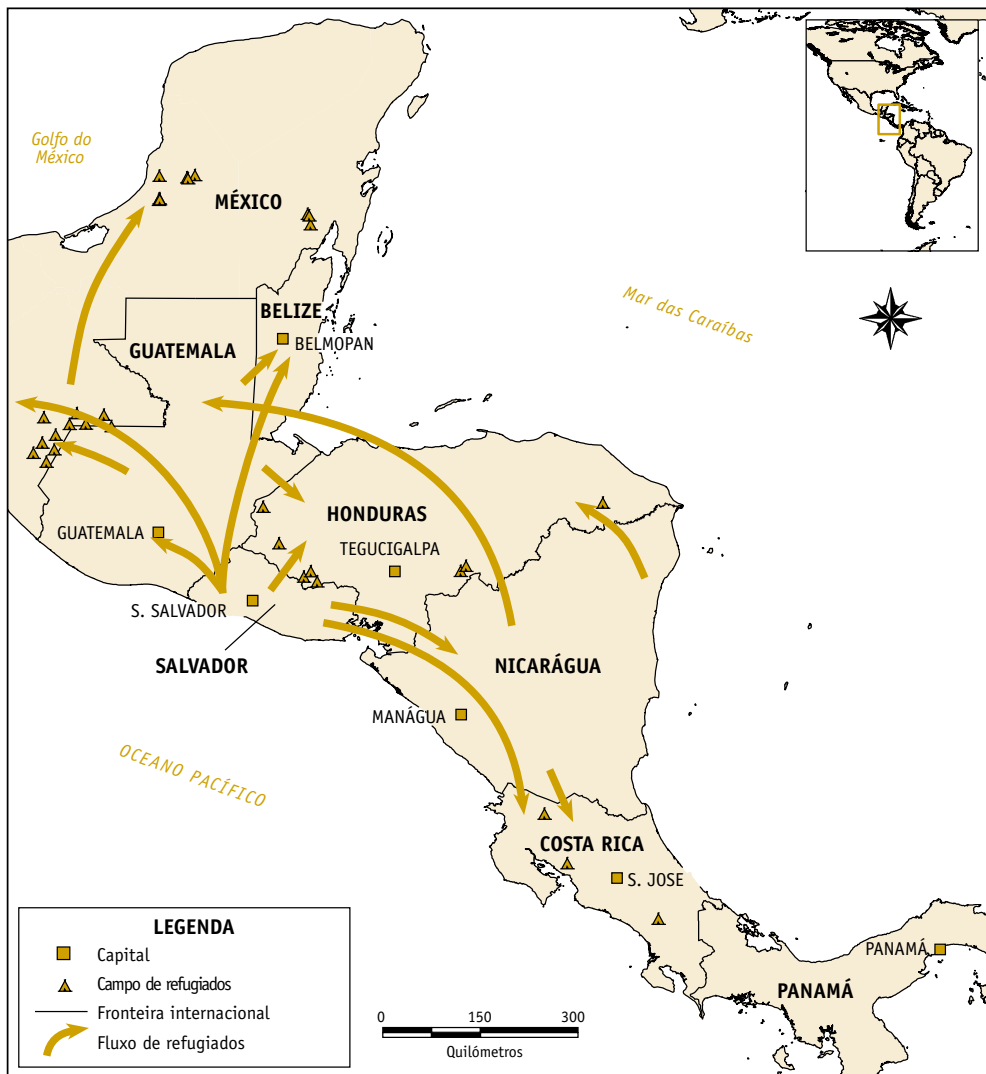 Golfo do
México
MÉXICO
BELIZE
BELMOPAN
GUATEMALA
Mar das Caraíbas
HONDURAS
TEGUCIGALPA
GUATEMALA
S. SALVADOR
SALVADOR
NICARÁGUA
MANÁGUA
OCEANO PACÍFICO
COSTA RICA
S. JOSE
PANAMÁ
PANAMÁ
LEGENDA
Capital
Campo de refugiados
Fronteira internacional
Fluxo de refugiados
0 150 300
Quilómetros